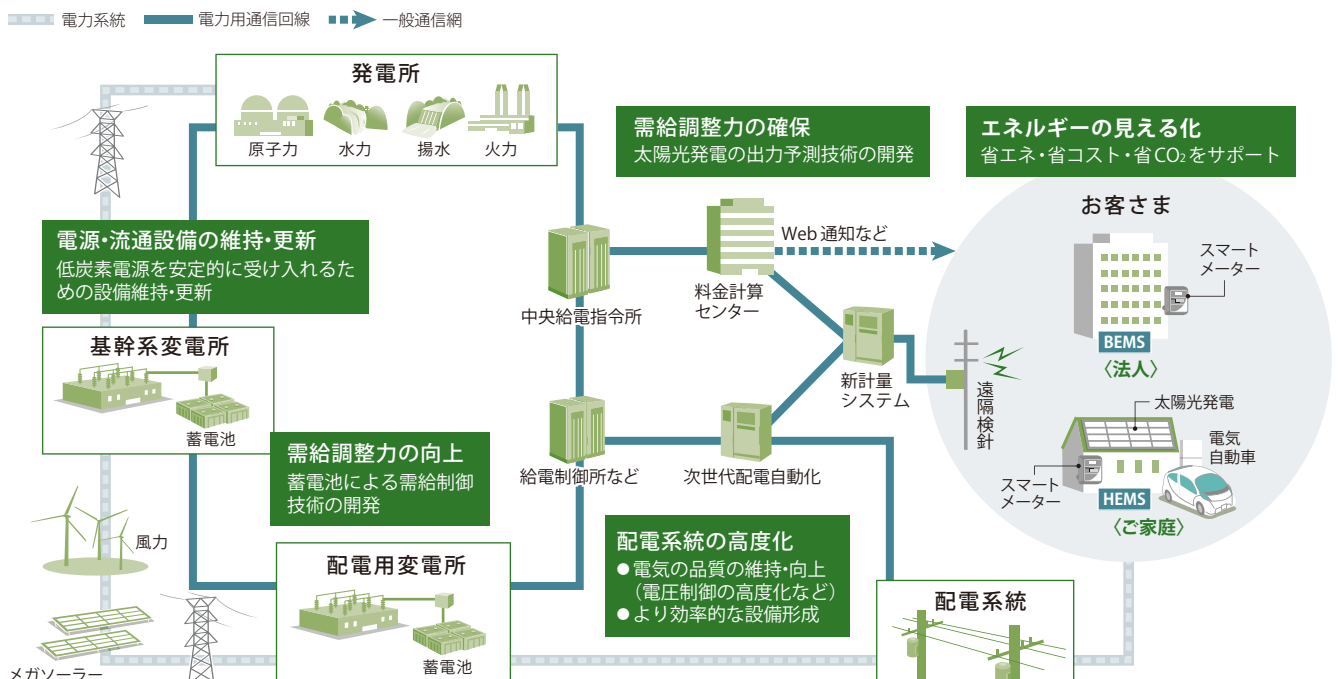 電力系統
電力用通信回線
一般通信網
発電所
原子力
水力
揚水
火力
需給調整力の確保
太陽光発電の出力予測技術の開発
エネルギーの見える化
省エネ・省コスト・省CO₂をサポート
電源・流通設備の維持・更新
低炭素電源を安定的に受け入れるた
めの設備維持・更新
中央給電指令所
料金計算
センター
Web通知など
お客さま
スマート
メーター
BEMS
〈法人〉
基幹系変電所
蓄電池
新計量
システム
遠隔検針
太陽光発電
電気
自動車
スマート
メーター
HEMS
〈ご家庭〉
需給調整力の向上
蓄電池による需給制御
技術の開発
給電制御所など
次世代配電自動化
風力
配電用変電所
蓄電池
配電系統の高度化
●電気の品質の維持・向上
（電圧制御の高度化など）
●より効率的な設備形成
配電系統
メガソーラー